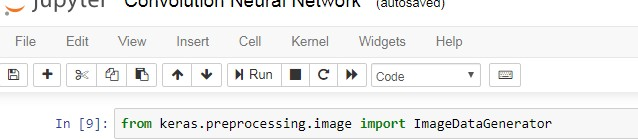 jupyter Convolution Neural Network (autosaved)
File Edit View Insert Cell Kernel Widgets Help
Run Code
In [9]: from keras.preprocessing.image import ImageDataGenerator